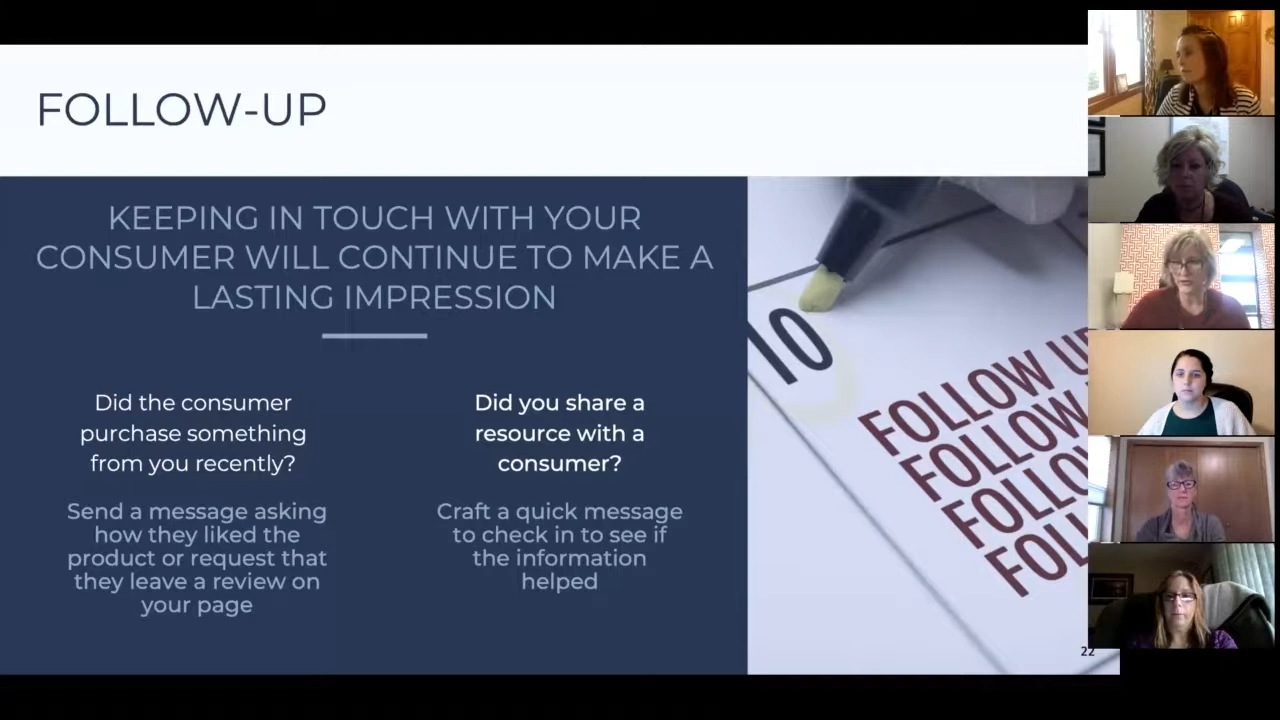 FOLLOW-UP
KEEPING IN TOUCH WITH YOUR
CONSUMER WILL CONTINUE TO MAKE A
LASTING IMPRESSION
Did the consumer
purchase something
from you recently?
Send a message asking
how they liked the
product or request that
they leave a review on
your page
Did you share a
resource with a
consumer?
Craft a quick message
to check in to see if
the information
helped
10
FOLLOW UP
FOLLOW
FOLLO
FOL
22